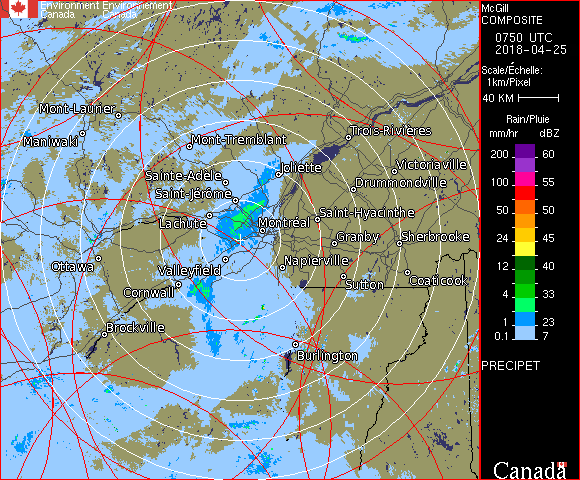 Environment Environnement
Canada Canada
McGill
COMPOSITE
0750 UTC
2018-04-25
Scale/Échelle:
1km/Pixel
40 KM
Rain/Pluie
mm/hr dBZ
200 60
100 55
50 50
24 45
12 40
4 33
1 23
0.1 7
PRECIPET
Canada
Mont-Laurier
Maniwaki
Mont-Tremblant
Trois-Rivières
Sainte-Adèle
Joliette
Victoriaville
Saint-Jérôme
Drummondville
Lachute
Montréal
Saint-Hyacinthe
Granby
Sherbrooke
Ottawa
Valleyfield
Napierville
Cornwall
Sutton
Coaticook
Brockville
Burlington